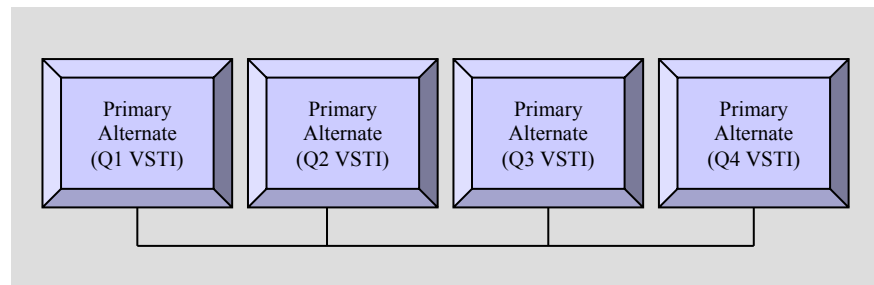 Primary
Alternate
(Q1 VSTI)
Primary
Alternate
(Q2 VSTI)
Primary
Alternate
(Q3 VSTI)
Primary
Alternate
(Q4 VSTI)